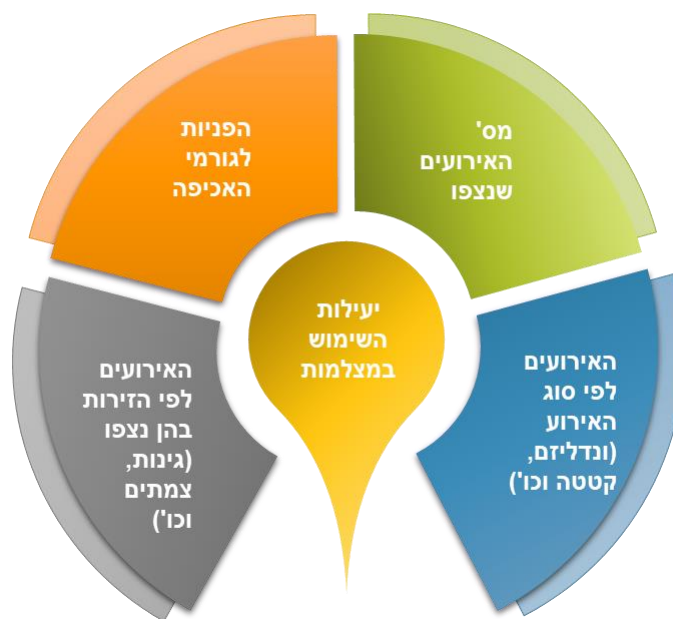 מס'
האירועים
שנצפו
האירועים
לפי סוג
האירוע
(ונדליזם,
קטטה וכו')
האירועים
לפי הזירות
בהן נצפו
(גינות,
צמתים
וכו')
הפניות
לגורמי
האכיפה
יעילות
השימוש
במצלמות